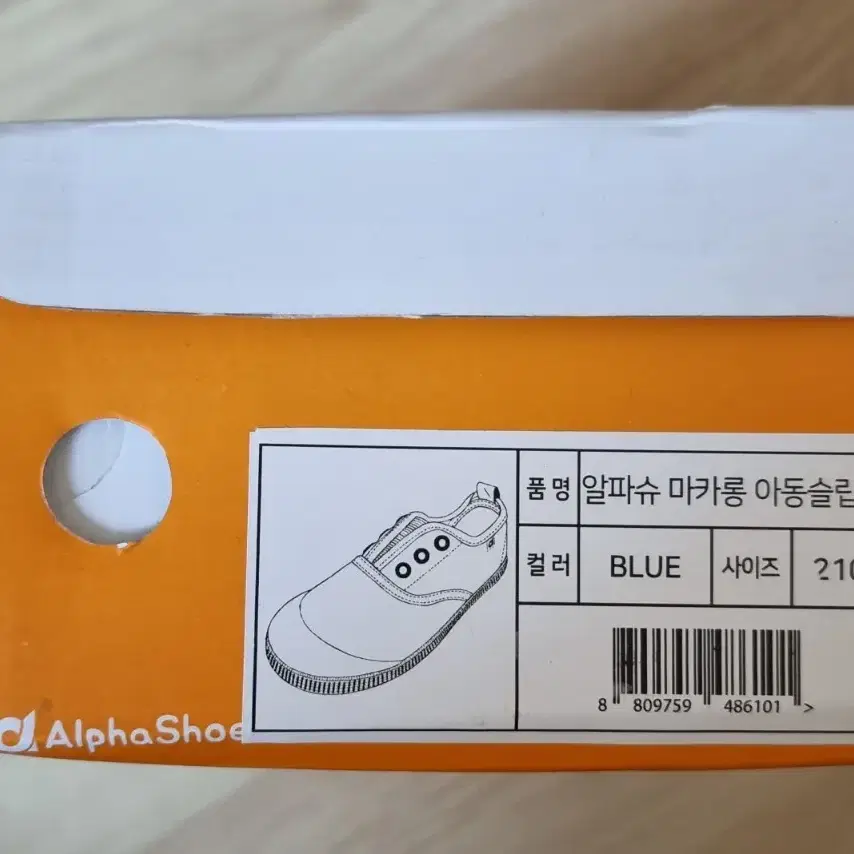 품 명 알파슈 마카롱 아동슬립
컬 러 BLUE 사이즈 210
8 809759 486101 >
AlphaShoe